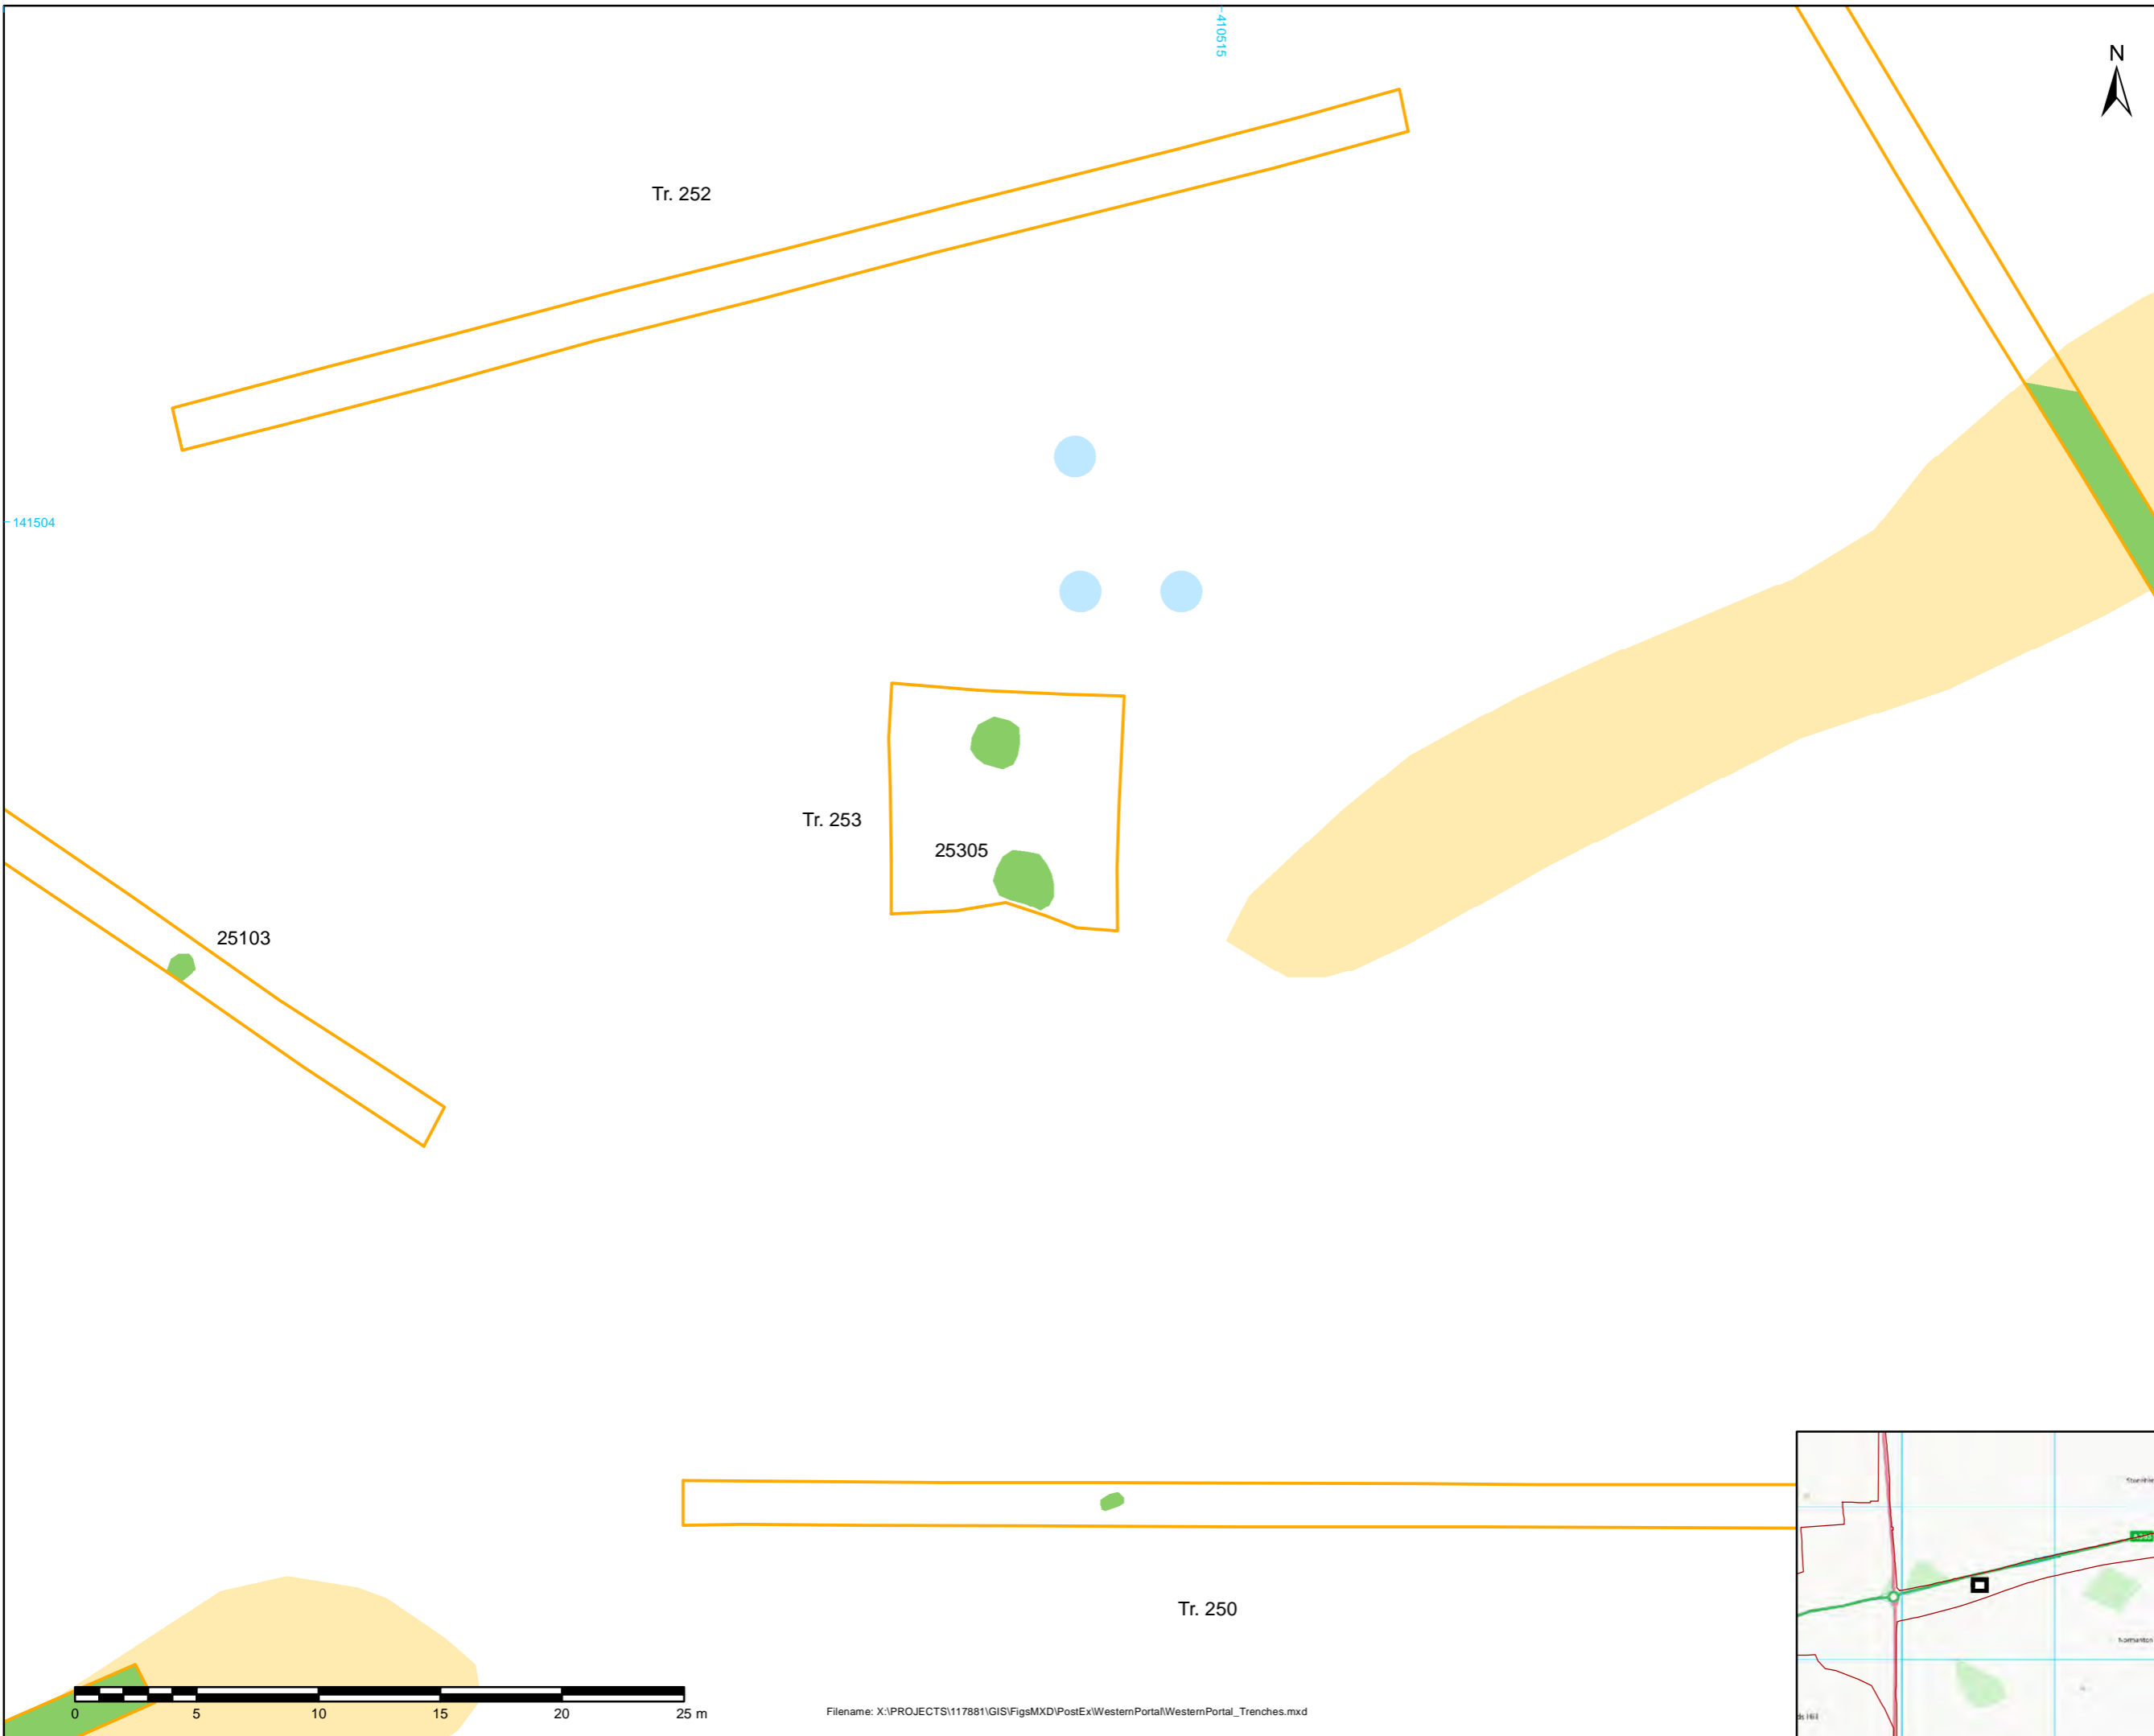 410515
N
Tr. 252
141504
Tr. 253
25305
25103
Tr. 250
0 5 10 15 20 25 m
Filename: X:\PROJECTS\117881\GIS\FigsMXD\PostEx\WesternPortal\WesternPortal_Trenches.mxd